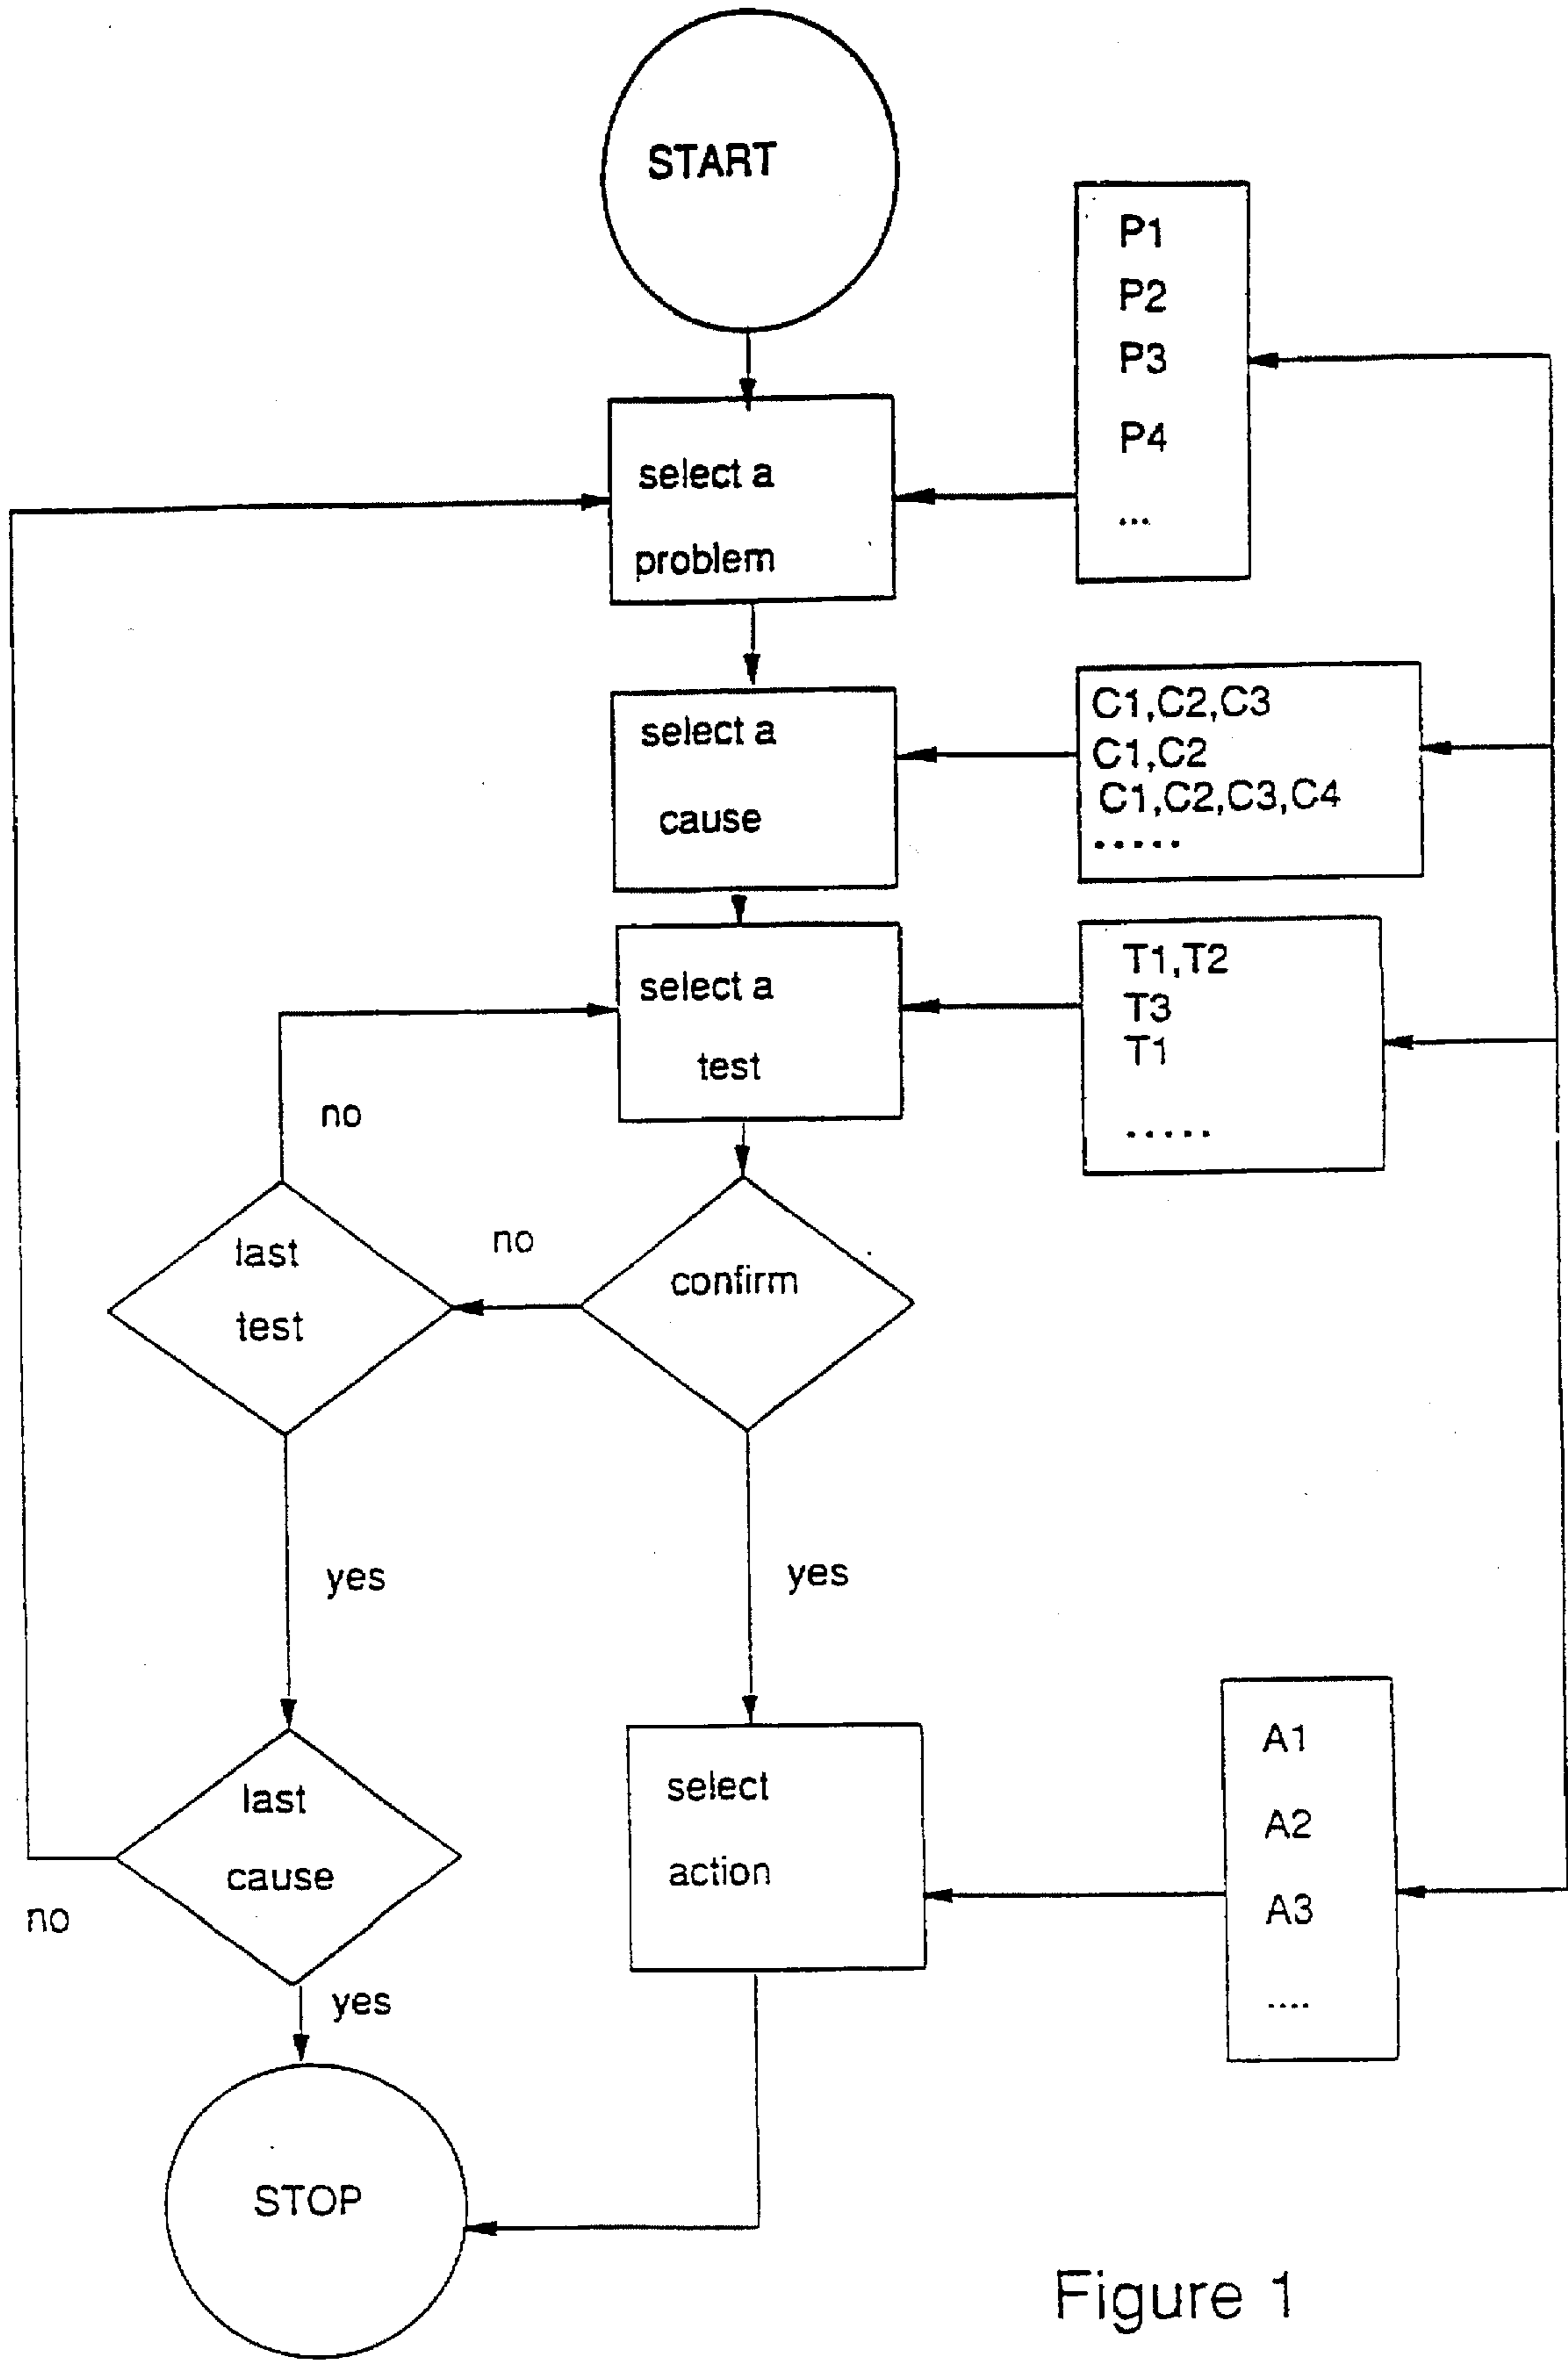 START
P1
P2
P3
P4
...
select a
problem
select a
cause
C1,C2,C3
C1,C2
C1,C2,C3,C4
.....
select a
test
T1,T2
T3
T1
.....
no
last
test
no
confirm
yes
yes
last
cause
no
yes
select
action
A1
A2
A3
....
STOP
Figure 1